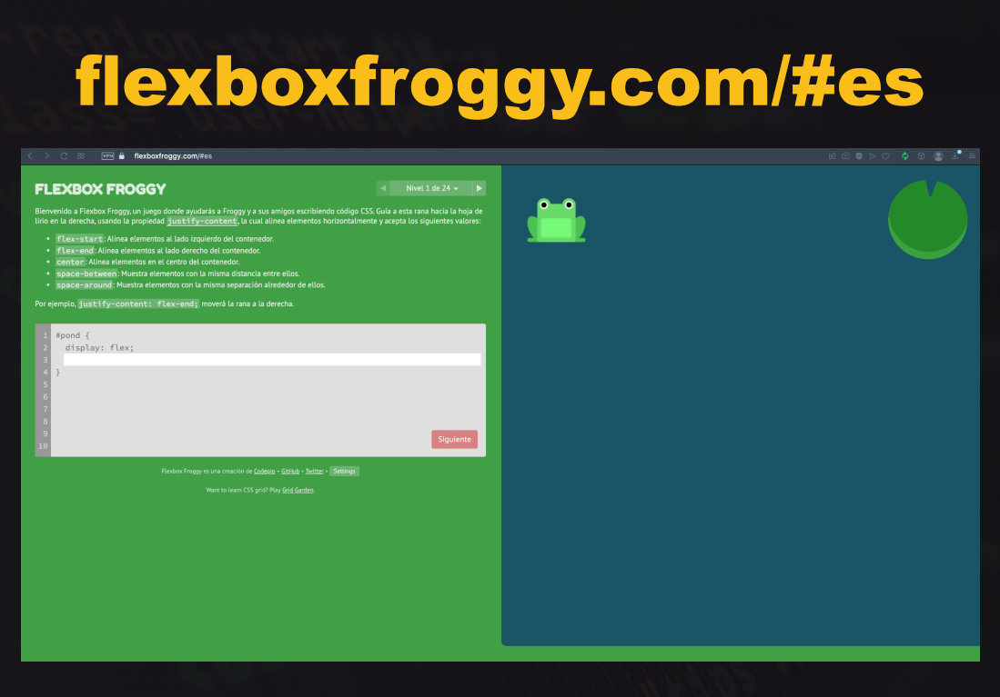 flexboxfroggy.com/#es
VPN flexboxfroggy.com/#es
FLEXBOX FROGGY
Nivel 1 de 24
Bienvenido a Flexbox Froggy, un juego donde ayudarás a Froggy y a sus amigos escribiendo código CSS. Guía a esta rana hacia la hoja de
lirio en la derecha, usando la propiedad justify-content, la cual alinea elementos horizontalmente y acepta los siguientes valores:
• flex-start: Alinea elementos al lado izquierdo del contenedor.
• flex-end: Alinea elementos al lado derecho del contenedor.
• center: Alinea elementos en el centro del contenedor.
• space-between: Muestra elementos con la misma distancia entre ellos.
• space-around: Muestra elementos con la misma separación alrededor de ellos.
Por ejemplo, justify-content: flex-end; moverá la rana a la derecha.
1 #pond {
2 display: flex;
3
4 }
5
6
7
8
9
10
Siguiente
Flexbox Froggy es una creación de Codepip • GitHub • Twitter • Settings
Want to learn CSS grid? Play Grid Garden.